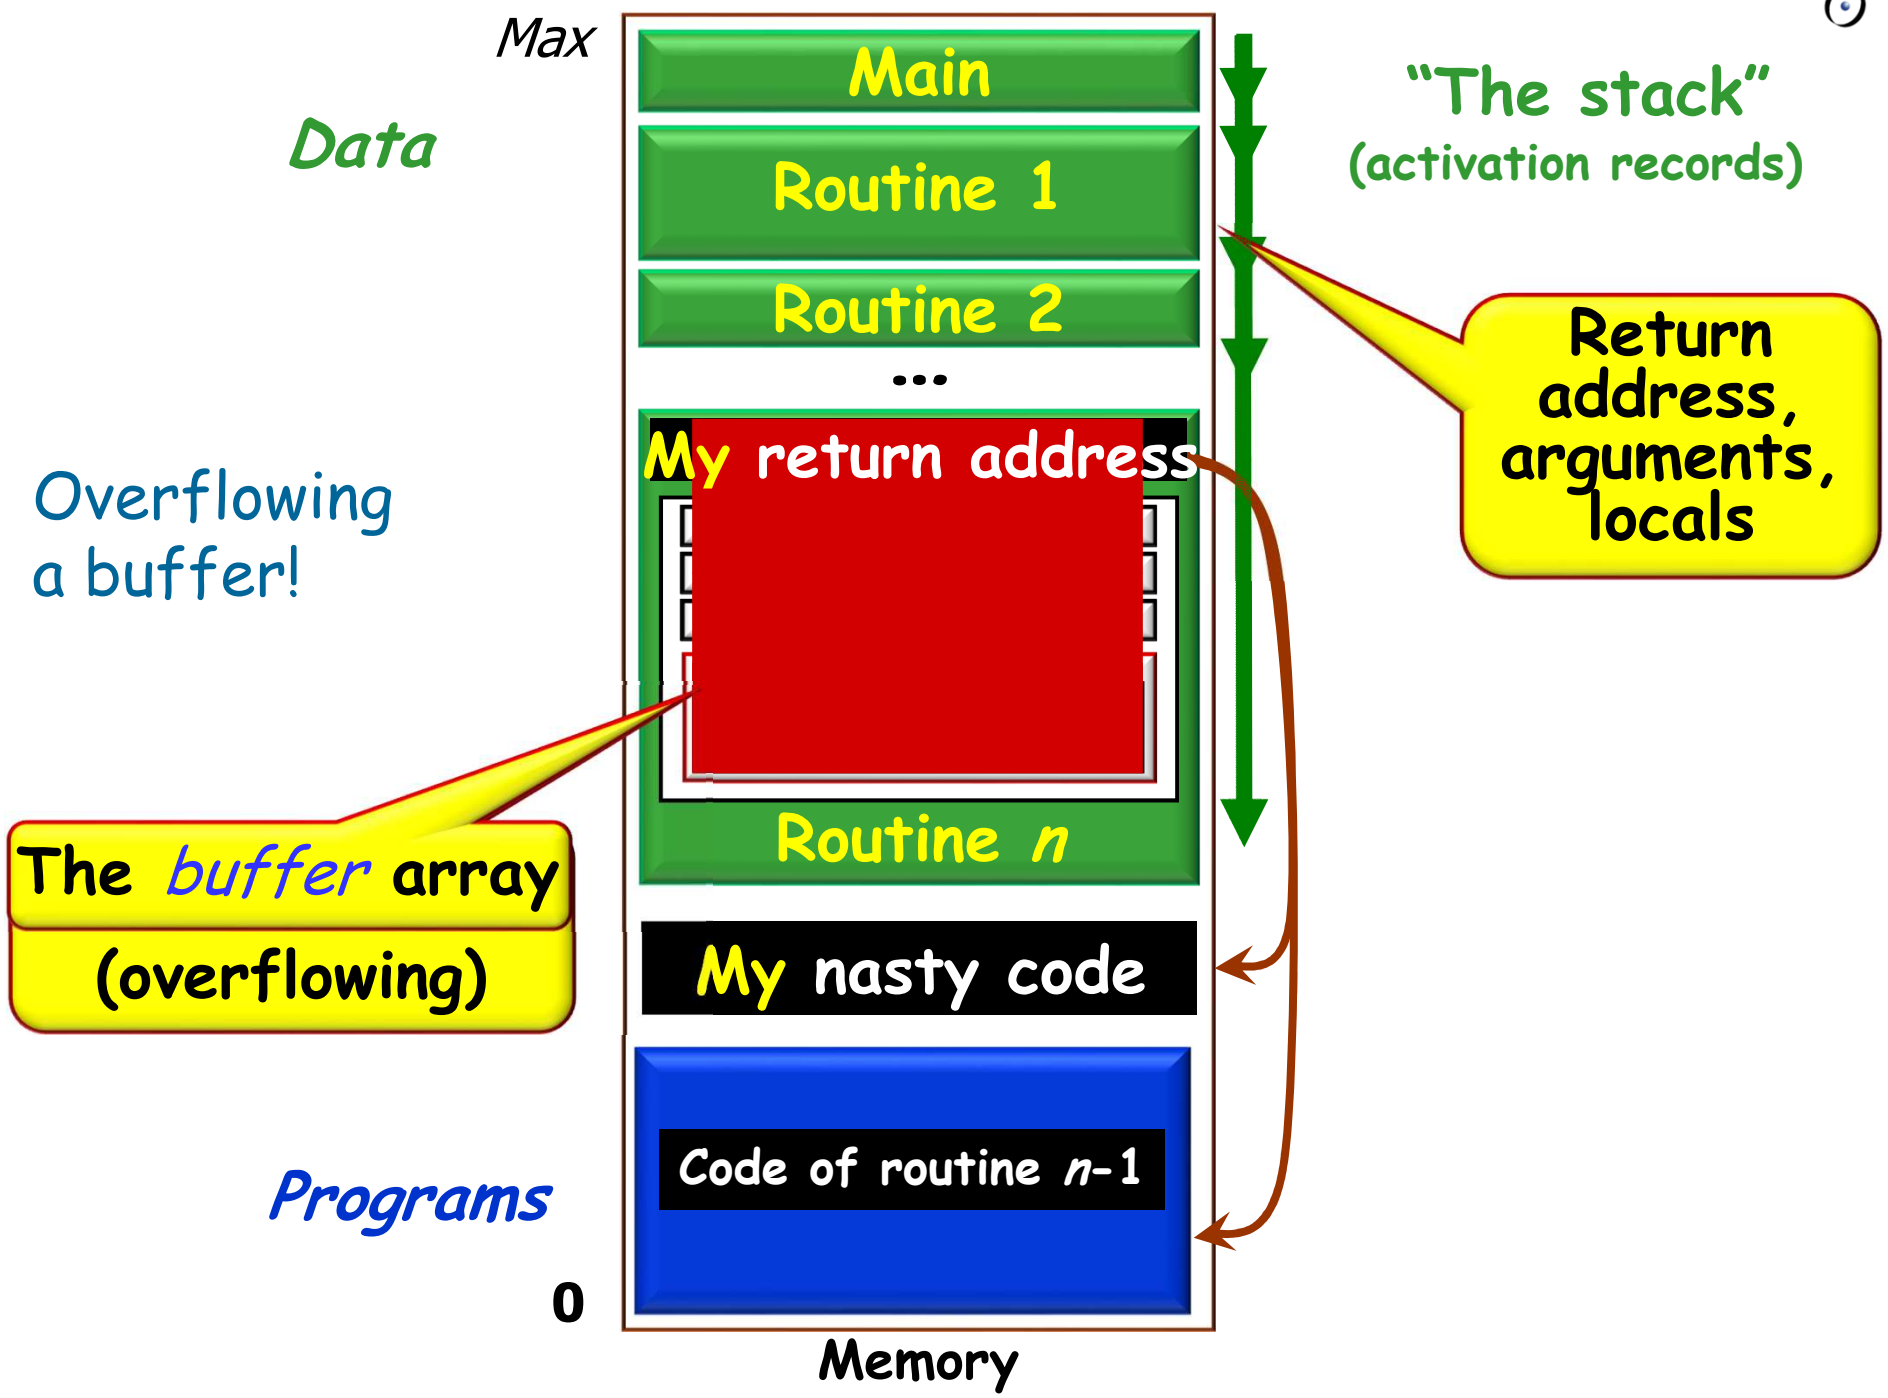 Max
Main
“The stack”
(activation records)
Data
Routine 1
Routine 2
...
Return
address,
arguments,
locals
My return address
Overflowing
a buffer!
Routine n
The buffer array
(overflowing)
My nasty code
Code of routine n-1
Programs
0
Memory